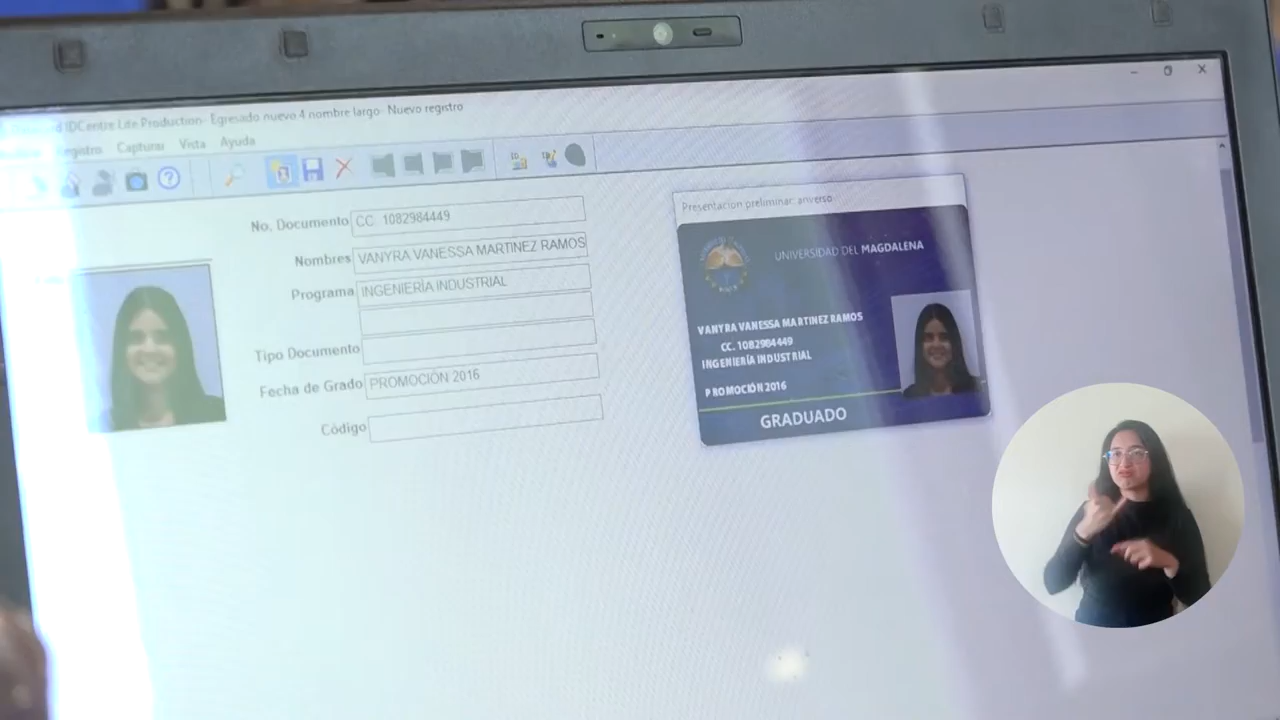 IDCentre Lite Production- Egresado nuevo 4 nombre largo- Nuevo registro
Capturar Vista Ayuda
No. Documento CC. 1082984449
Nombres VANYRA VANESSA MARTINEZ RAMOS
Programa INGENIERÍA INDUSTRIAL
Tipo Documento
Fecha de Grado PROMOCIÓN 2016
Código
Presentacion preliminar: anverso
UNIVERSIDAD DEL MAGDALENA
VANYRA VANESSA MARTINEZ RAMOS
CC. 1082984449
INGENIERÍA INDUSTRIAL
PROMOCIÓN 2016
GRADUADO